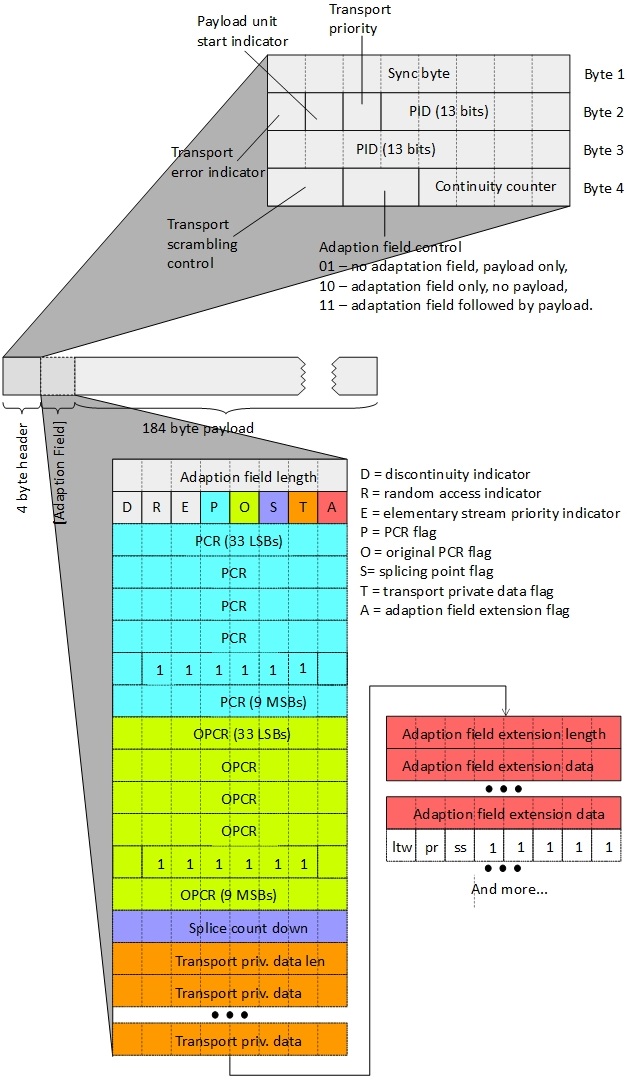 Transport
priority
Payload unit
start indicator
Sync byte
Byte 1
PID (13 bits)
Byte 2
PID (13 bits)
Byte 3
Transport
error indicator
Continuity counter
Byte 4
Transport
scrambling
control
Adaption field control
01 – no adaptation field, payload only,
10 – adaptation field only, no payload,
11 – adaptation field followed by payload.
4 byte header
[Adaption Field]
184 byte payload
Adaption field length
D R E P O S T A
PCR (33 LSBs)
PCR
PCR
PCR
1 1 1 1 1 1
PCR (9 MSBs)
OPCR (33 LSBs)
OPCR
OPCR
OPCR
1 1 1 1 1 1
OPCR (9 MSBs)
Splice count down
Transport priv. data len
Transport priv. data
Transport priv. data
D = discontinuity indicator
R = random access indicator
E = elementary stream priority indicator
P = PCR flag
O = original PCR flag
S= splicing point flag
T = transport private data flag
A = adaption field extension flag
Adaption field extension length
Adaption field extension data
Adaption field extension data
ltw pr ss 1 1 1 1 1
And more...